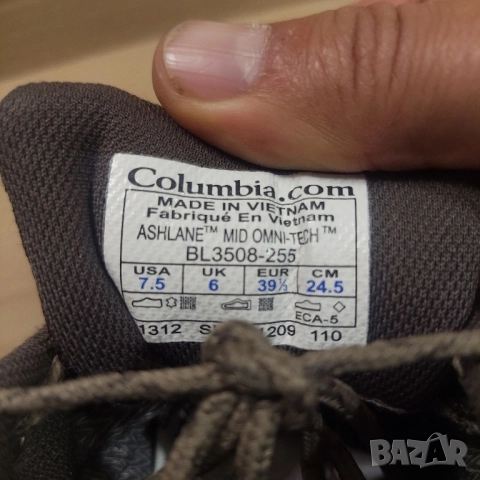 Columbia.com
MADE IN VIETNAM
Fabriqué En Vietnam
ASHLANE™ MID OMNI-TECH™
BL3508-255
USA UK EUR CM
7.5 6 39½ 24.5
ECA-5
1312 209 110
BAZAR